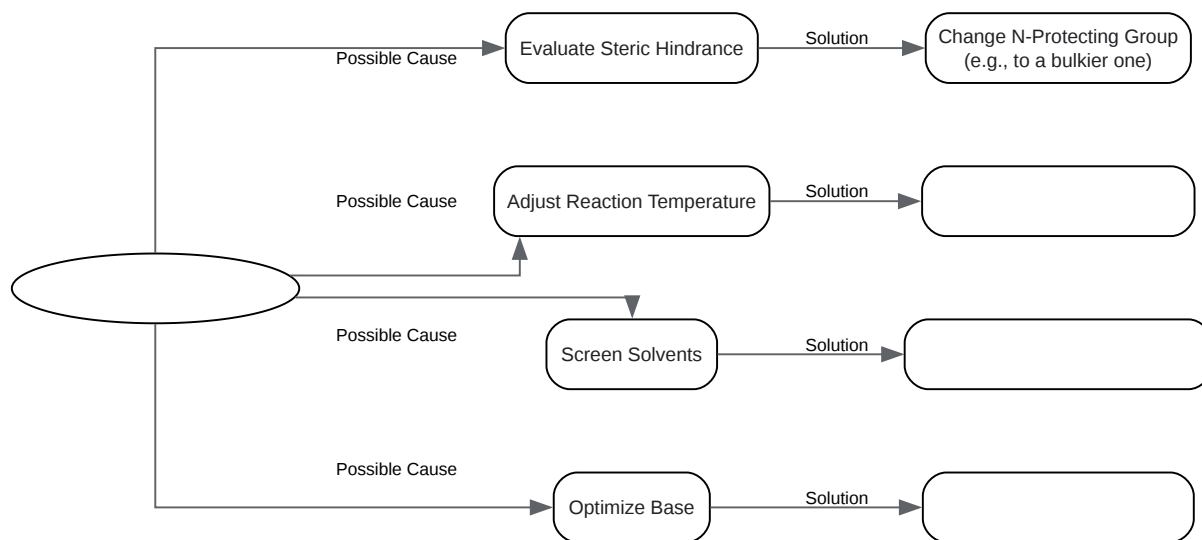 Possible Cause
Evaluate Steric Hindrance
Solution
Change N-Protecting Group
(e.g., to a bulkier one)
Possible Cause
Adjust Reaction Temperature
Solution
Possible Cause
Screen Solvents
Solution
Possible Cause
Optimize Base
Solution